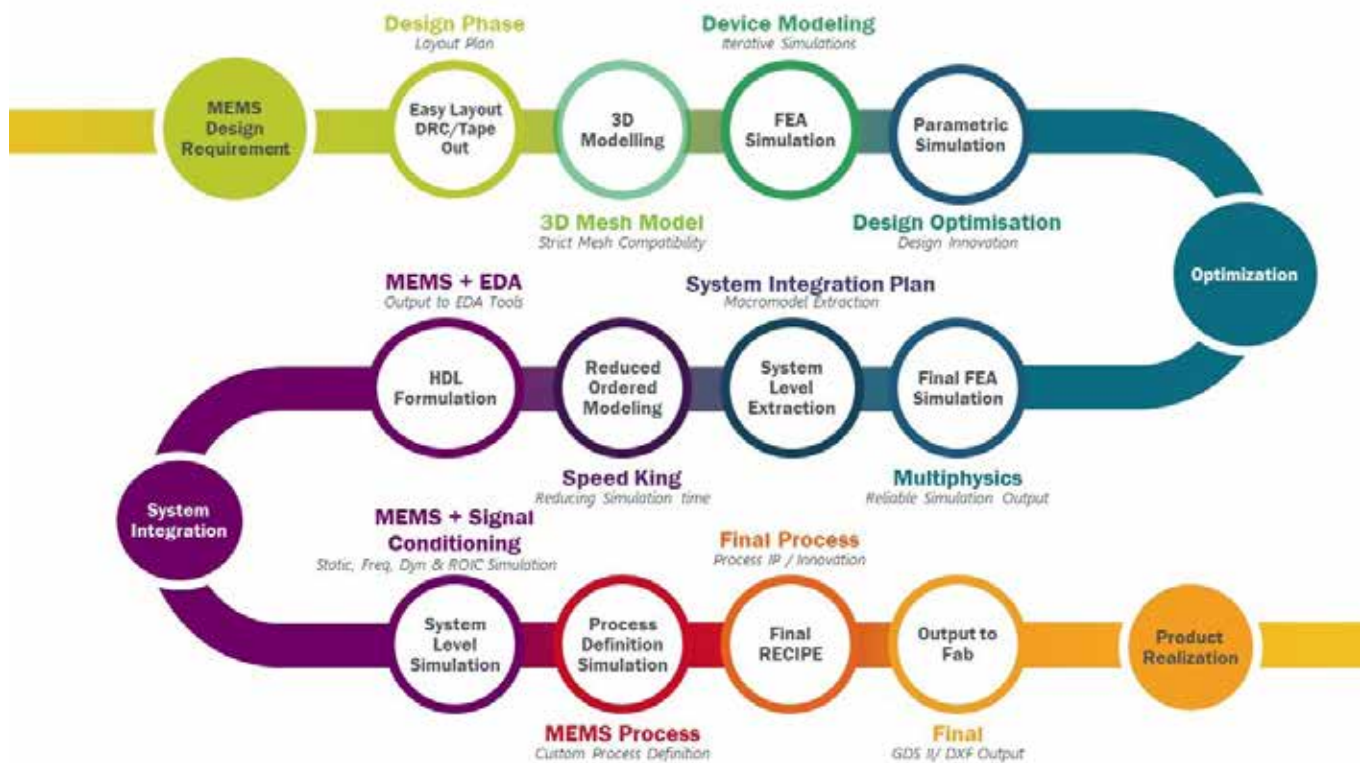 Design Phase
Layout Plan
Device Modeling
Iterative Simulations
MEMS
Design
Requirement
Easy Layout
DRC/Tape
Out
3D
Modelling
FEA
Simulation
Parametric
Simulation
3D Mesh Model
Strict Mesh Compatibility
Design Optimisation
Design Innovation
Optimization
MEMS + EDA
Output to EDA Tools
System Integration Plan
Macromodel Extraction
HDL
Formulation
Reduced
Ordered
Modeling
System
Level
Extraction
Final FEA
Simulation
Speed King
Reducing Simulation time
Multiphysics
Reliable Simulation Output
System
Integration
MEMS + Signal
Conditioning
Static, Freq, Dyn & ROIC Simulation
Final Process
Process IP / Innovation
System
Level
Simulation
Process
Definition
Simulation
Final
RECIPE
Output to
Fab
Product
Realization
MEMS Process
Custom Process Definition
Final
GDS II/ DXF Output